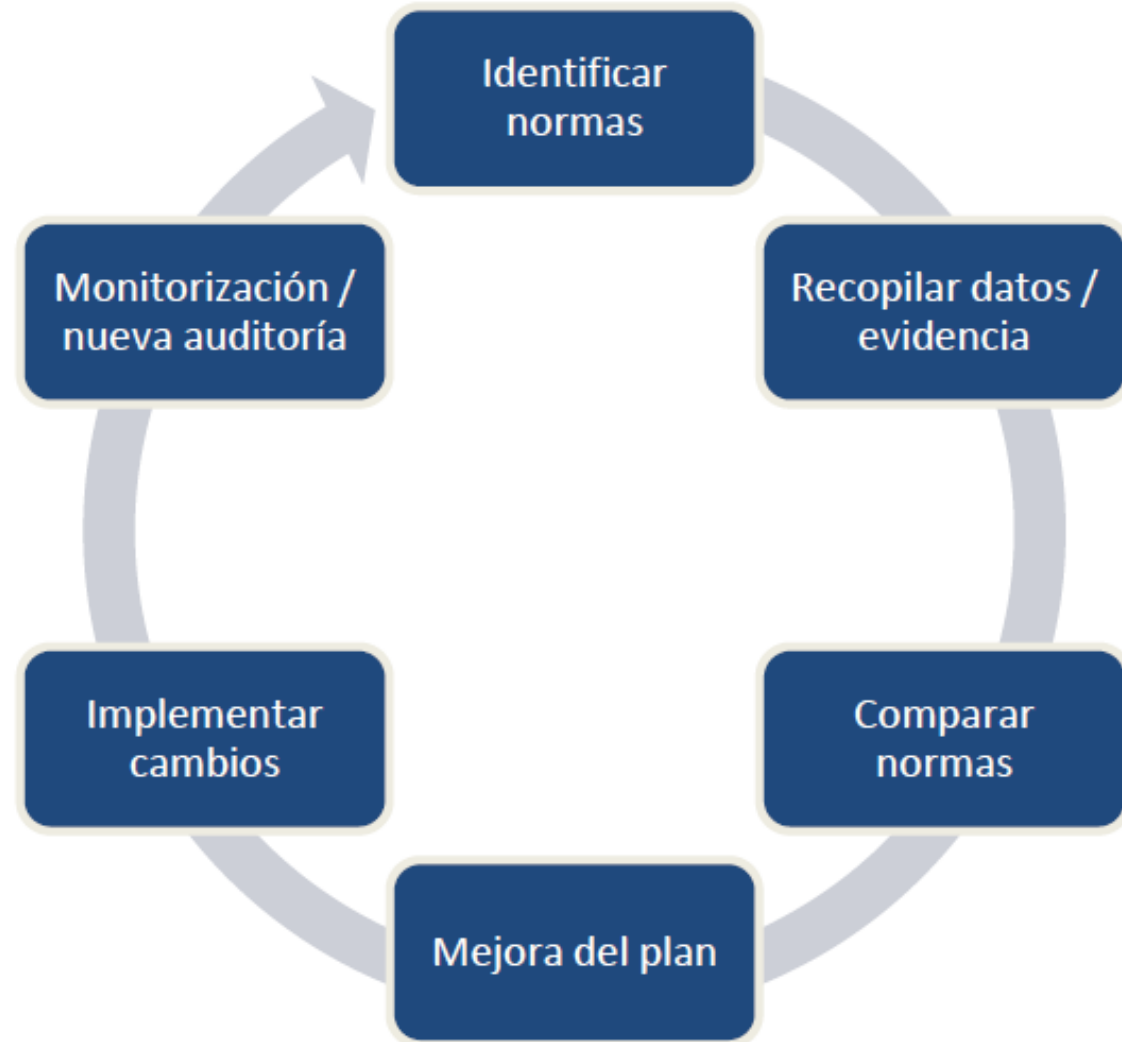 Identificar
normas
Recopilar datos /
evidencia
Comparar
normas
Mejora del plan
Implementar
cambios
Monitorización /
nueva auditoría